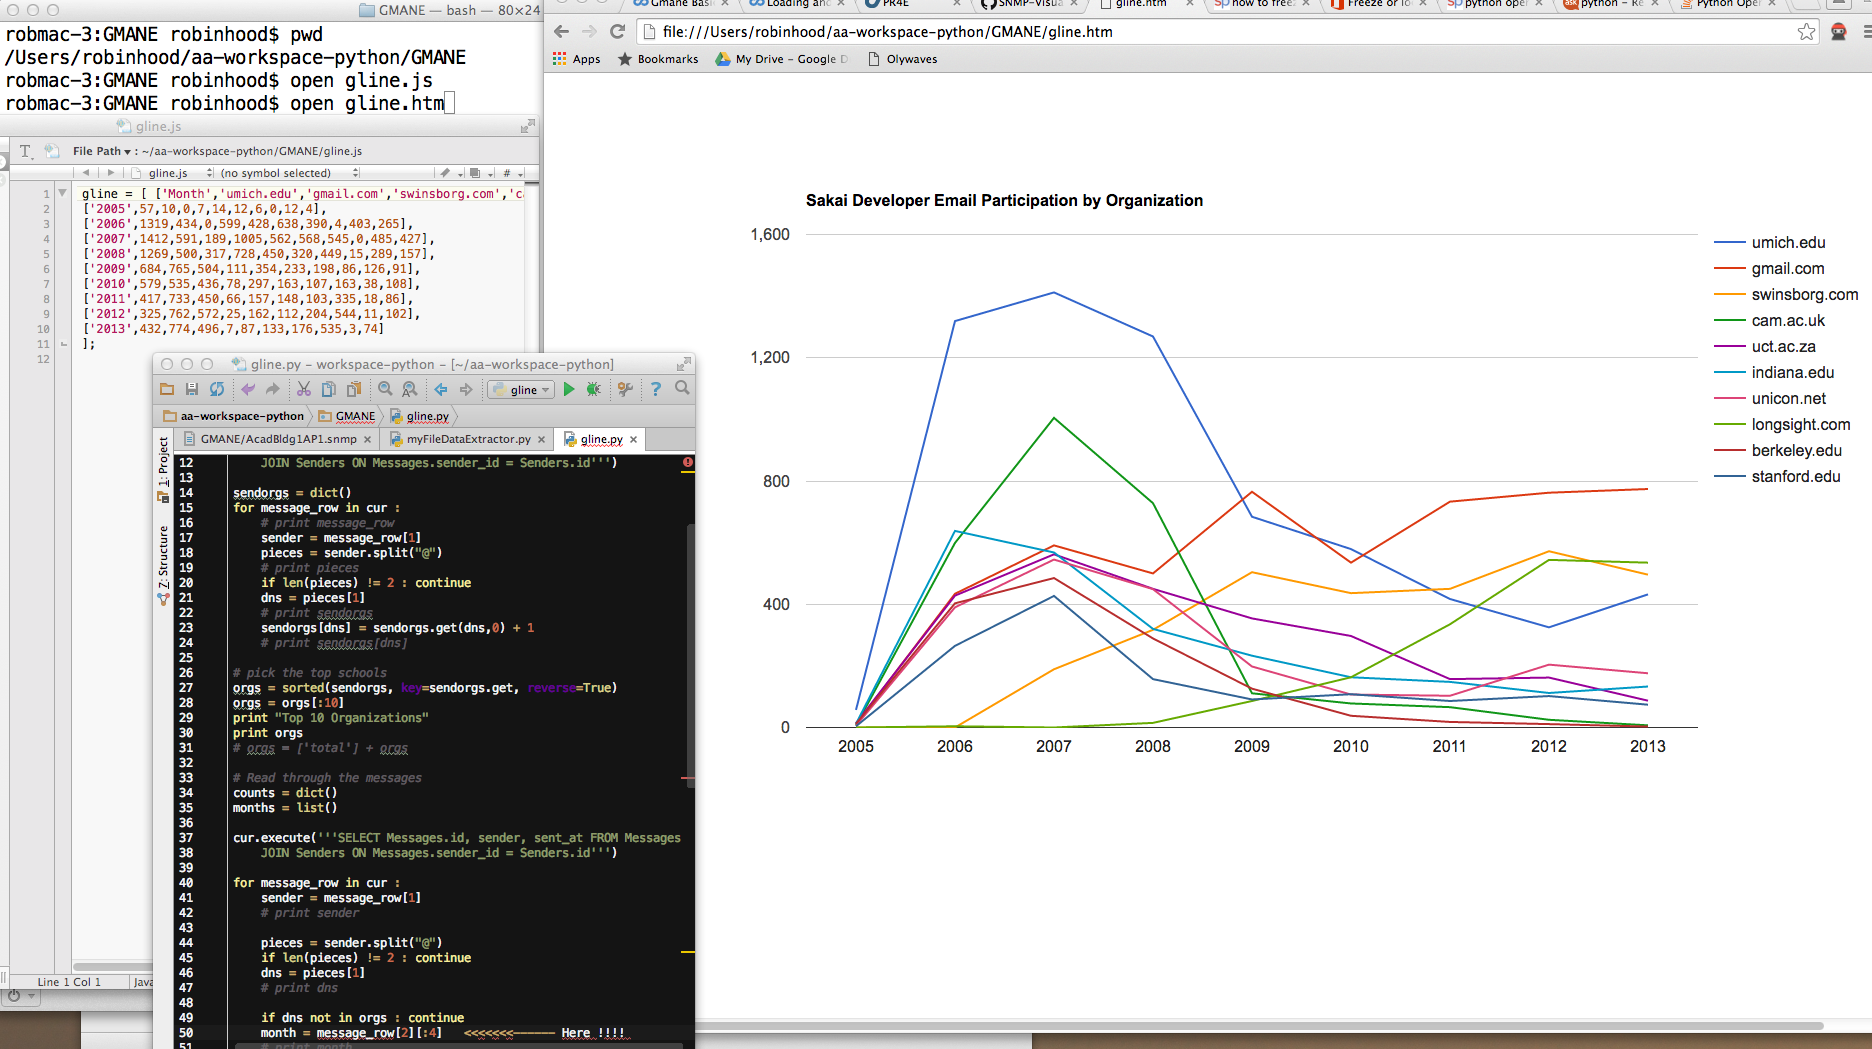 GMANE — bash — 80×24
robmac-3:GMANE robinhood$ pwd
/Users/robinhood/aa-workspace-python/GMANE
robmac-3:GMANE robinhood$ open gline.js
robmac-3:GMANE robinhood$ open gline.htm
gline.js
File Path : ~/aa-workspace-python/GMANE/gline.js
gline.js (no symbol selected)
1 gline = [ ['Month','umich.edu','gmail.com','swinsborg.com','c
2 ['2005',57,10,0,7,14,12,6,0,12,4],
3 ['2006',1319,434,0,599,428,638,390,4,403,265],
4 ['2007',1412,591,189,1005,562,568,545,0,485,427],
5 ['2008',1269,500,317,728,450,320,449,15,289,157],
6 ['2009',684,765,504,111,354,233,198,86,126,91],
7 ['2010',579,535,436,78,297,163,107,163,38,108],
8 ['2011',417,733,450,66,157,148,103,335,18,86],
9 ['2012',325,762,572,25,162,112,204,544,11,102],
10 ['2013',432,774,496,7,87,133,176,535,3,74]
11 ];
12
Line 1 Col 1 Java
gline.py – workspace-python – [~/aa-workspace-python]
gline
aa-workspace-python GMANE gline.py
GMANE/AcadBldg1AP1.snmp myFileDataExtractor.py gline.py
1: Project
7: Structure
12 JOIN Senders ON Messages.sender_id = Senders.id''')
13
14 sendorgs = dict()
15 for message_row in cur :
16 # print message_row
17 sender = message_row[1]
18 pieces = sender.split("@")
19 # print pieces
20 if len(pieces) != 2 : continue
21 dns = pieces[1]
22 # print sendorgs
23 sendorgs[dns] = sendorgs.get(dns,0) + 1
24 # print sendorgs[dns]
25
26 # pick the top schools
27 orgs = sorted(sendorgs, key=sendorgs.get, reverse=True)
28 orgs = orgs[:10]
29 print "Top 10 Organizations"
30 print orgs
31 # orgs = ['total'] + orgs
32
33 # Read through the messages
34 counts = dict()
35 months = list()
36
37 cur.execute('''SELECT Messages.id, sender, sent_at FROM Messages
38 JOIN Senders ON Messages.sender_id = Senders.id''')
39
40 for message_row in cur :
41 sender = message_row[1]
42 # print sender
43
44 pieces = sender.split("@")
45 if len(pieces) != 2 : continue
46 dns = pieces[1]
47 # print dns
48
49 if dns not in orgs : continue
50 month = message_row[2][:4] <<<<<<<------ Here !!!!
51 # print month
Gmane Bas Loading and PR4E SNMP-Visua gline.htm how to free Freeze or lo python oper python - Re Python Oper
file:///Users/robinhood/aa-workspace-python/GMANE/gline.htm
Apps Bookmarks My Drive – Google D Olywaves
Sakai Developer Email Participation by Organization
1,600
1,200
800
400
0
2005 2006 2007 2008 2009 2010 2011 2012 2013
umich.edu
gmail.com
swinsborg.com
cam.ac.uk
uct.ac.za
indiana.edu
unicon.net
longsight.com
berkeley.edu
stanford.edu